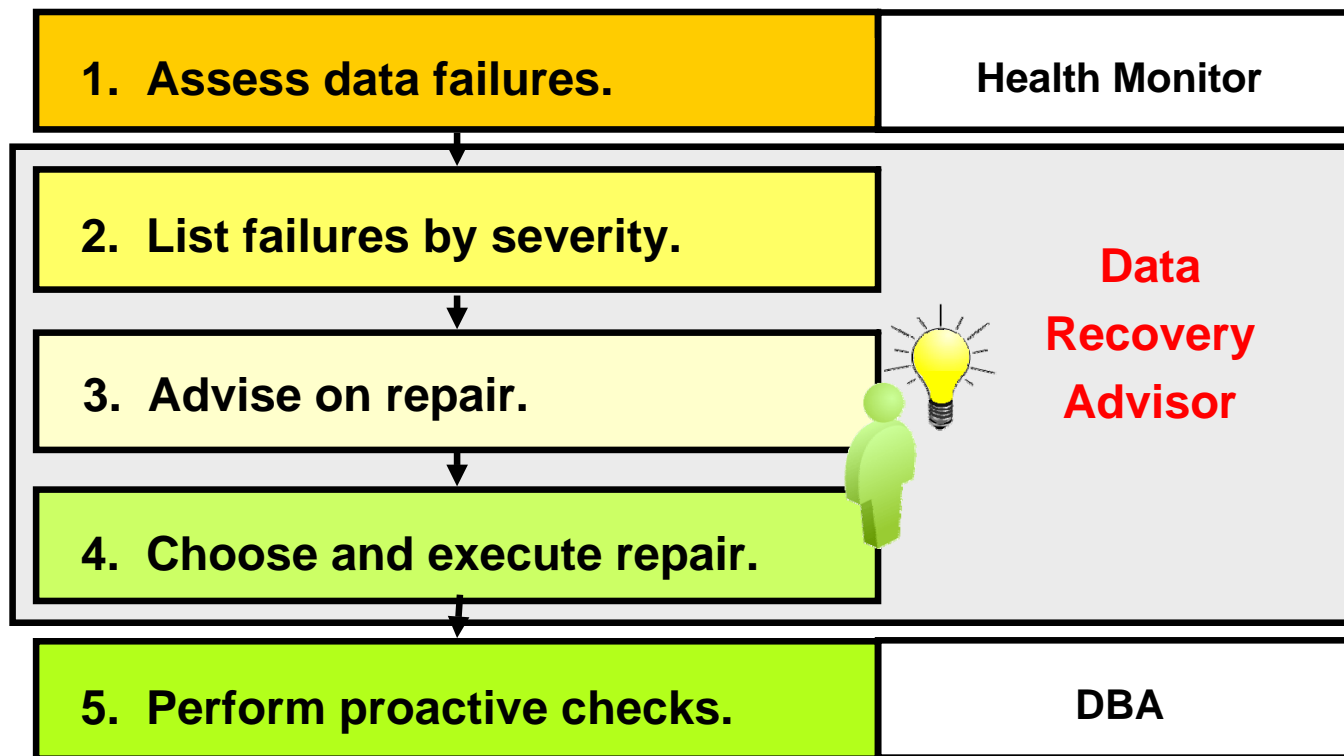 1. Assess data failures.
Health Monitor
2. List failures by severity.
3. Advise on repair.
4. Choose and execute repair.
Data
Recovery
Advisor
5. Perform proactive checks.
DBA